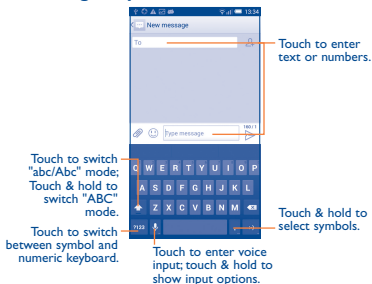 13:34
New message
To
Touch to enter
text or numbers.
160 / 1
Type message
Q W E R T Y U I O P
A S D F G H J K L
Z X C V B N M
?123
Touch to switch
"abc/Abc" mode;
Touch & hold to
switch "ABC"
mode.
Touch to switch
between symbol and
numeric keyboard.
Touch to enter voice
input; touch & hold to
show input options.
Touch & hold to
select symbols.